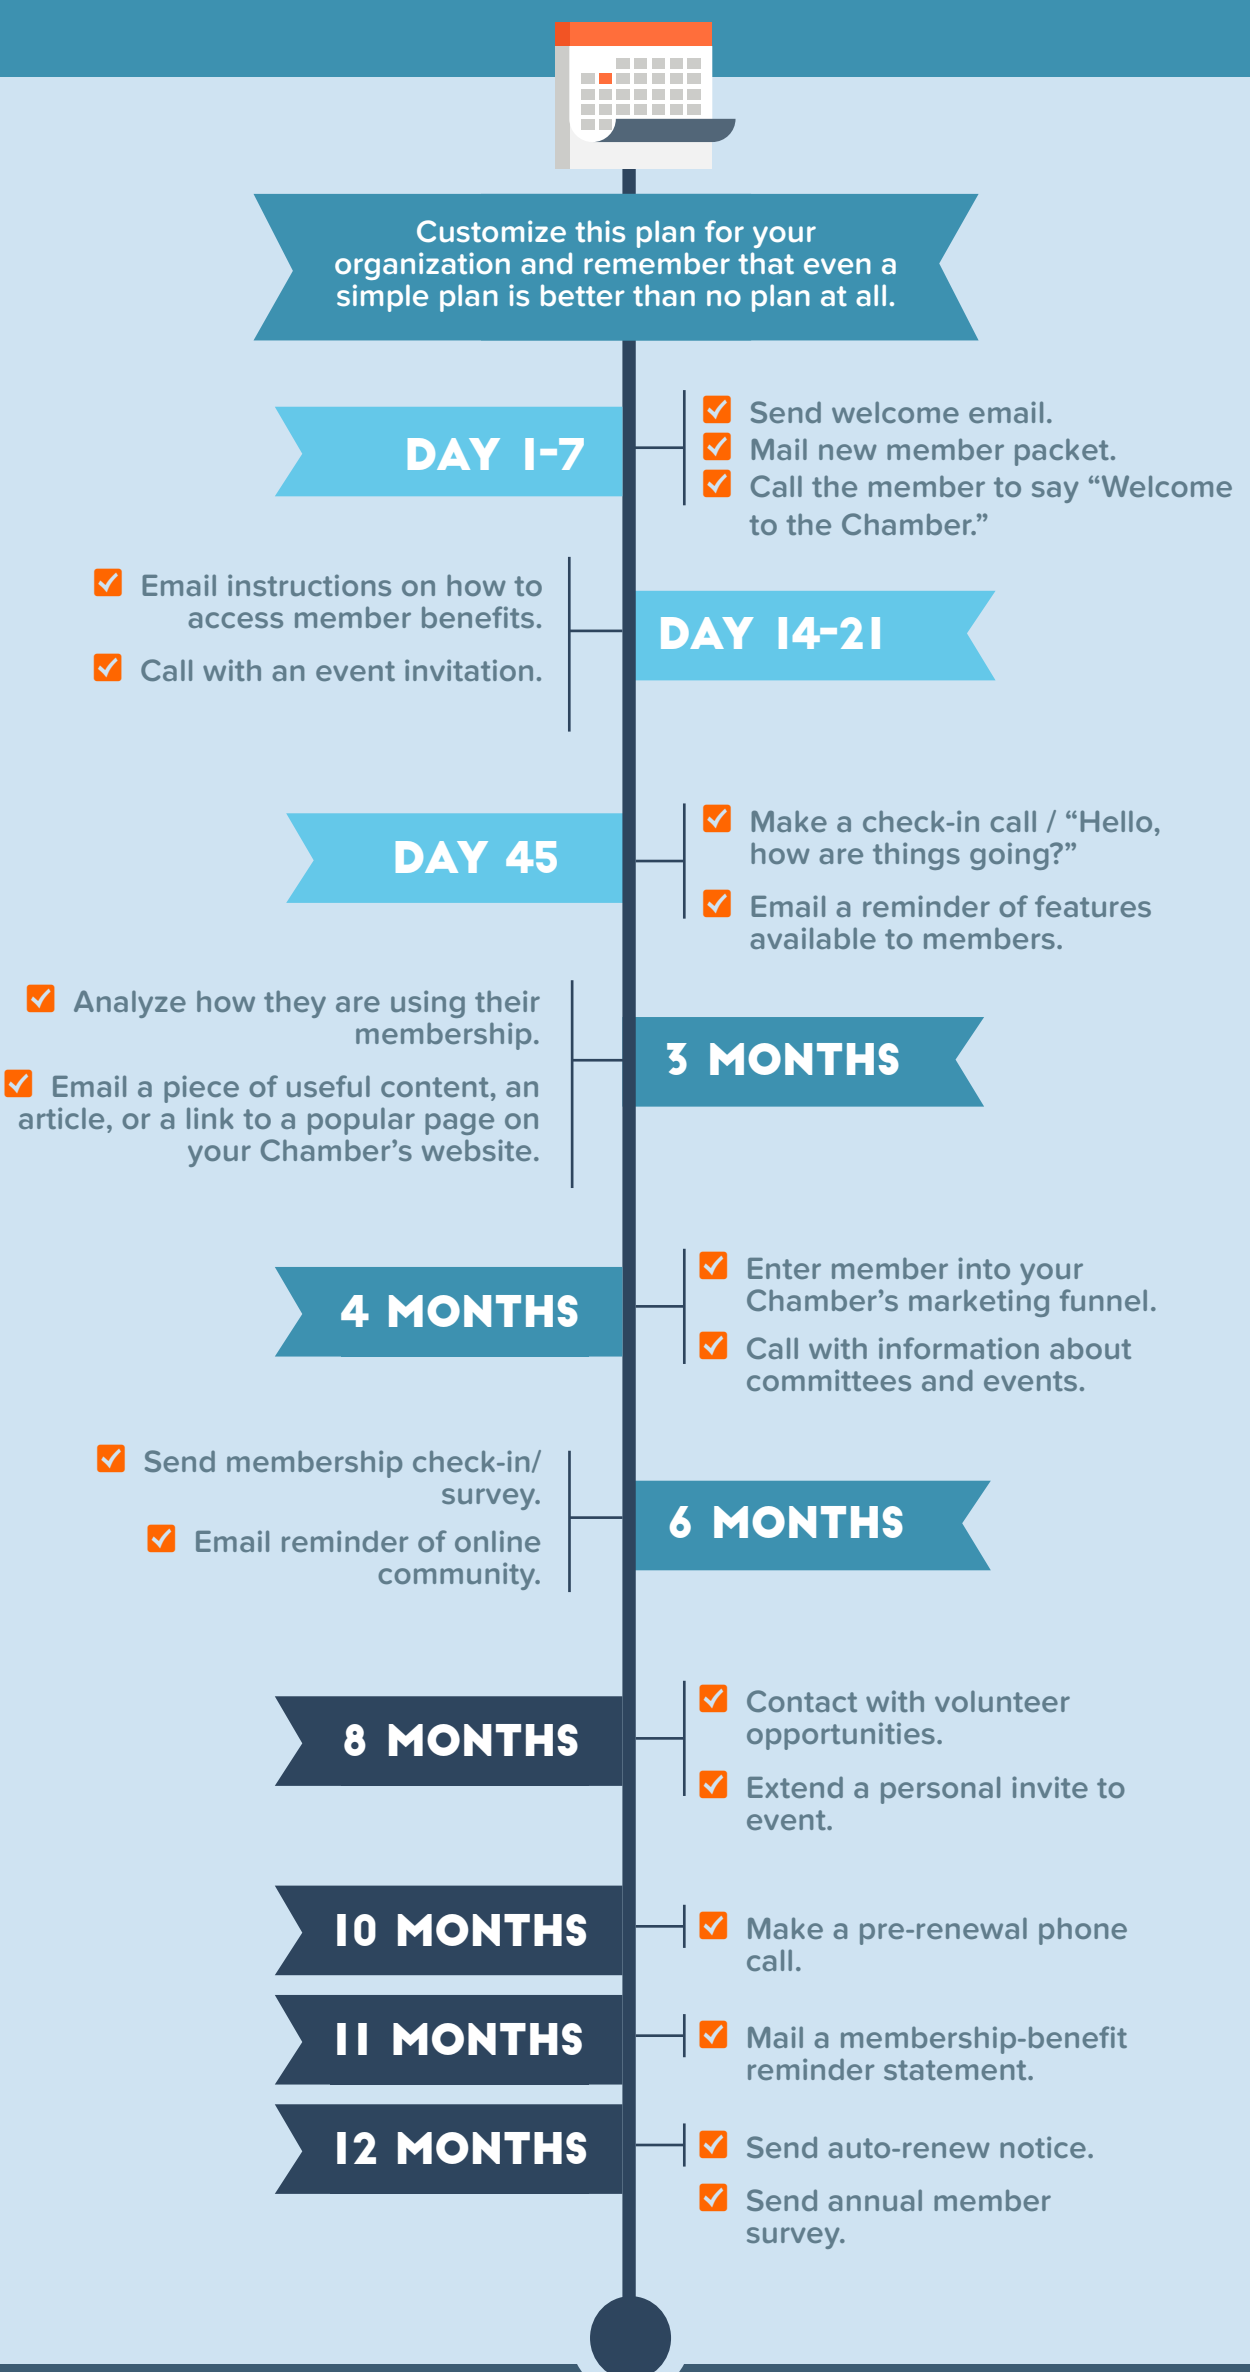 Customize this plan for your
organization and remember that even a
simple plan is better than no plan at all.
DAY 1-7
Send welcome email.
Mail new member packet.
Call the member to say “Welcome
to the Chamber.”
Email instructions on how to
access member benefits.
Call with an event invitation.
DAY 14-21
DAY 45
Make a check-in call / “Hello,
how are things going?”
Email a reminder of features
available to members.
Analyze how they are using their
membership.
Email a piece of useful content, an
article, or a link to a popular page on
your Chamber’s website.
3 MONTHS
4 MONTHS
Enter member into your
Chamber’s marketing funnel.
Call with information about
committees and events.
Send membership check-in/
survey.
Email reminder of online
community.
6 MONTHS
8 MONTHS
Contact with volunteer
opportunities.
Extend a personal invite to
event.
10 MONTHS
Make a pre-renewal phone
call.
11 MONTHS
Mail a membership-benefit
reminder statement.
12 MONTHS
Send auto-renew notice.
Send annual member
survey.